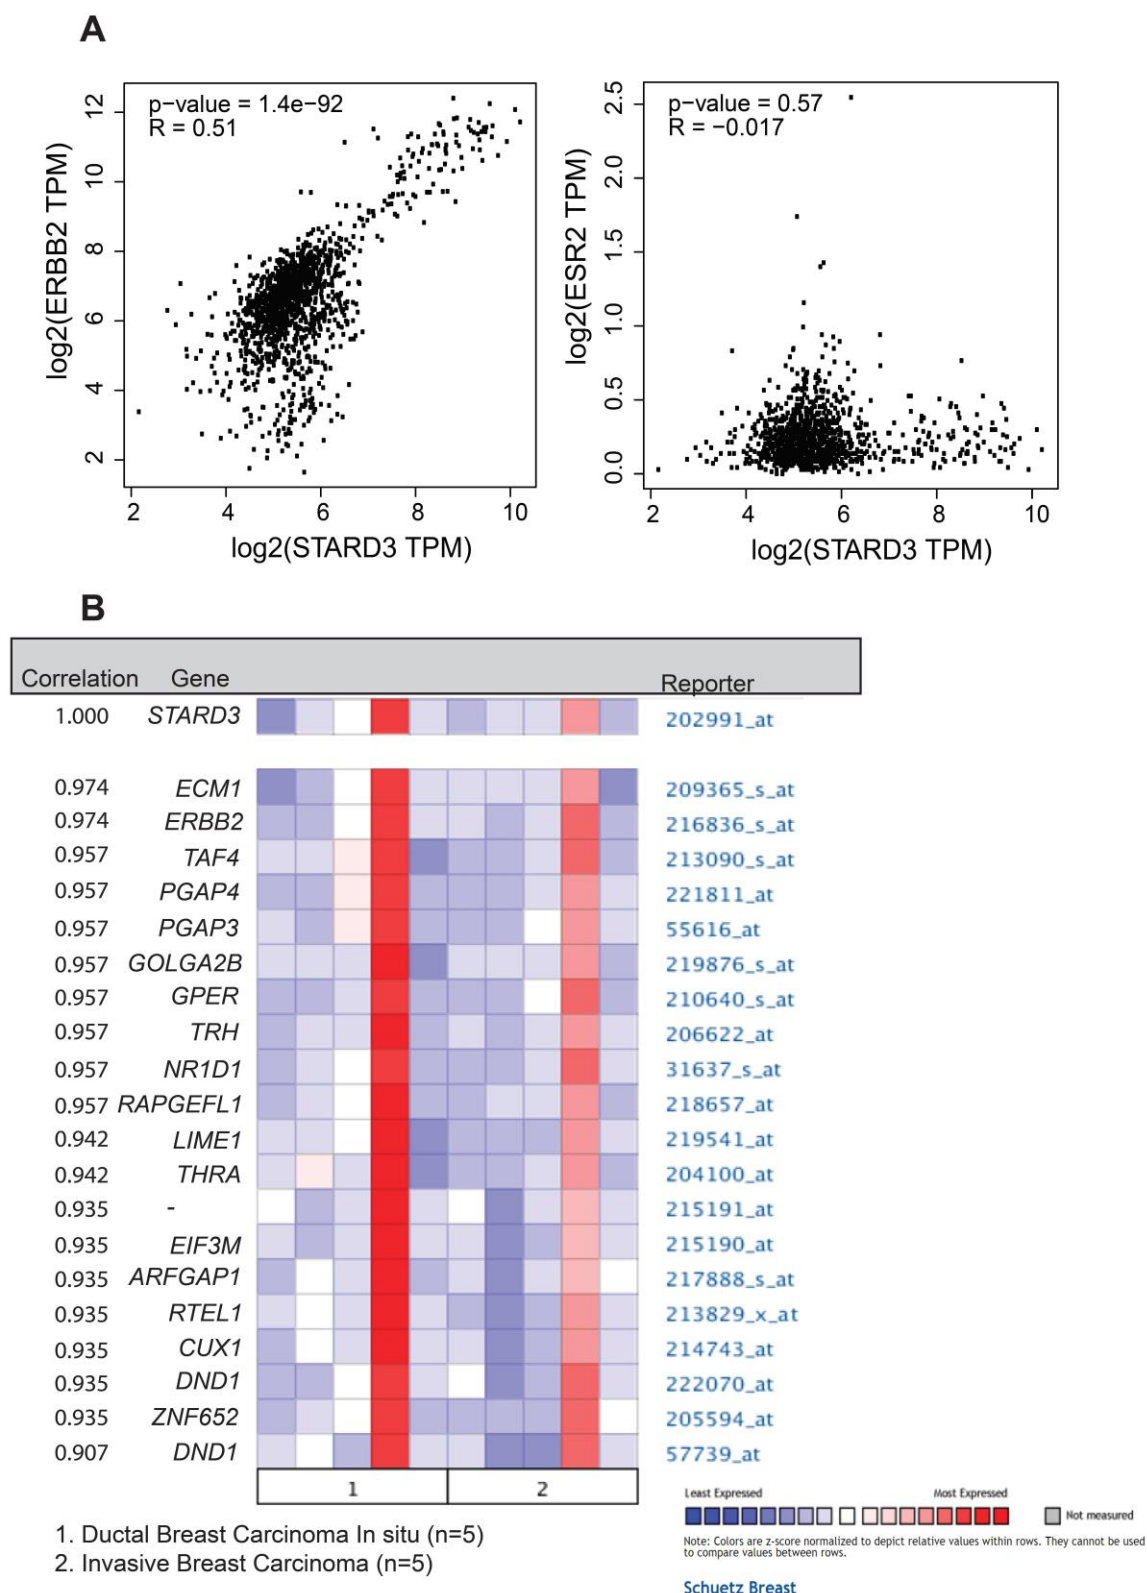 A
p−value = 1.4e−92
R = 0.51
log2(ERBB2 TPM)
12
10
8
6
4
2
2 4 6 8 10
log2(STARD3 TPM)
p−value = 0.57
R = −0.017
log2(ESR2 TPM)
2.5
2.0
1.5
1.0
0.5
0.0
2 4 6 8 10
log2(STARD3 TPM)
B
Correlation Gene Reporter
1.000 STARD3 202991_at
0.974 ECM1 209365_s_at
0.974 ERBB2 216836_s_at
0.957 TAF4 213090_s_at
0.957 PGAP4 221811_at
0.957 PGAP3 55616_at
0.957 GOLGA2B 219876_s_at
0.957 GPER 210640_s_at
0.957 TRH 206622_at
0.957 NR1D1 31637_s_at
0.957 RAPGEFL1 218657_at
0.942 LIME1 219541_at
0.942 THRA 204100_at
0.935 - 215191_at
0.935 EIF3M 215190_at
0.935 ARFGAP1 217888_s_at
0.935 RTEL1 213829_x_at
0.935 CUX1 214743_at
0.935 DND1 222070_at
0.935 ZNF652 205594_at
0.907 DND1 57739_at
1 2
1. Ductal Breast Carcinoma In situ (n=5)
2. Invasive Breast Carcinoma (n=5)
Least Expressed Most Expressed
Not measured
Note: Colors are z-score normalized to depict relative values within rows. They cannot be used
to compare values between rows.
Schuetz Breast